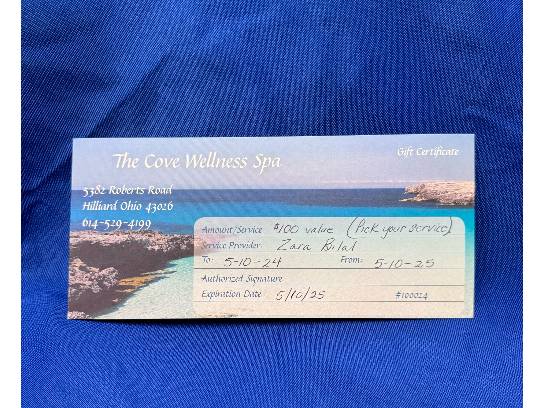 The Cove Wellness Spa
Gift Certificate
5382 Roberts Road
Hilliard Ohio 43026
614-529-4199
Amount/Service $100 value (Pick your service)
Service Provider: Zara Bilal
To: 5-10-24 From: 5-10-25
Authorized Signature
Expiration Date 5/10/25 #100024